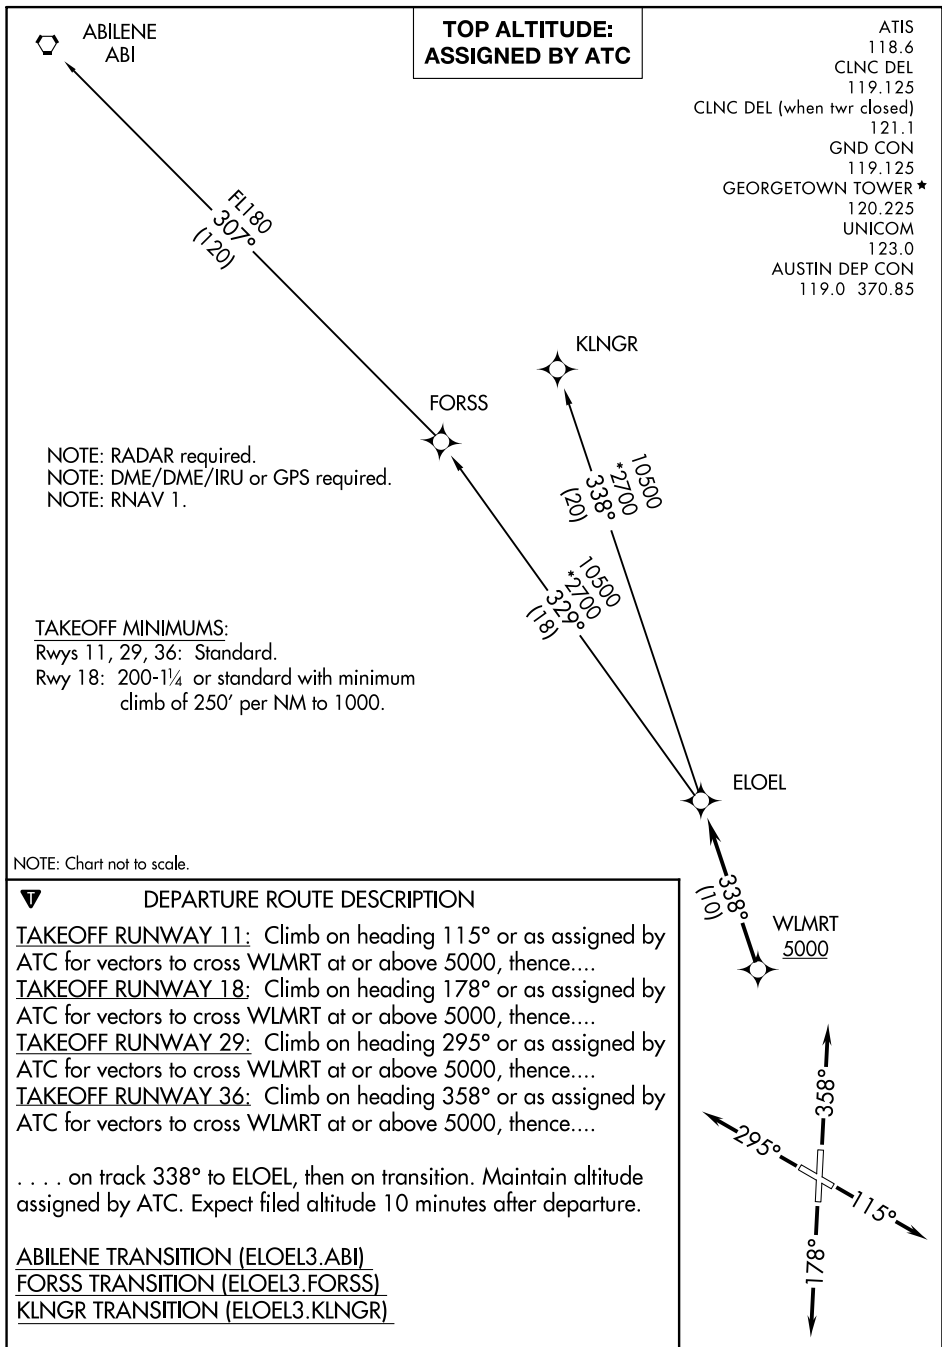 ABILENE
ABI
TOP ALTITUDE:
ASSIGNED BY ATC
ATIS
118.6
CLNC DEL
119.125
CLNC DEL (when twr closed)
121.1
GND CON
119.125
GEORGETOWN TOWER ★
120.225
UNICOM
123.0
AUSTIN DEP CON
119.0 370.85
FL180
307°
(120)
KLNGR
FORSS
NOTE: RADAR required.
NOTE: DME/DME/IRU or GPS required.
NOTE: RNAV 1.
10500
*2700
338°
(20)
10500
*2700
329°
(18)
TAKEOFF MINIMUMS:
Rwys 11, 29, 36: Standard.
Rwy 18: 200-1¼ or standard with minimum
climb of 250' per NM to 1000.
ELOEL
NOTE: Chart not to scale.
338°
(10)
WLMRT
5000
T
DEPARTURE ROUTE DESCRIPTION
TAKEOFF RUNWAY 11: Climb on heading 115° or as assigned by
ATC for vectors to cross WLMRT at or above 5000, thence....
TAKEOFF RUNWAY 18: Climb on heading 178° or as assigned by
ATC for vectors to cross WLMRT at or above 5000, thence....
TAKEOFF RUNWAY 29: Climb on heading 295° or as assigned by
ATC for vectors to cross WLMRT at or above 5000, thence....
TAKEOFF RUNWAY 36: Climb on heading 358° or as assigned by
ATC for vectors to cross WLMRT at or above 5000, thence....
. . . . on track 338° to ELOEL, then on transition. Maintain altitude
assigned by ATC. Expect filed altitude 10 minutes after departure.
ABILENE TRANSITION (ELOEL3.ABI)
FORSS TRANSITION (ELOEL3.FORSS)
KLNGR TRANSITION (ELOEL3.KLNGR)
358°
295°
115°
178°